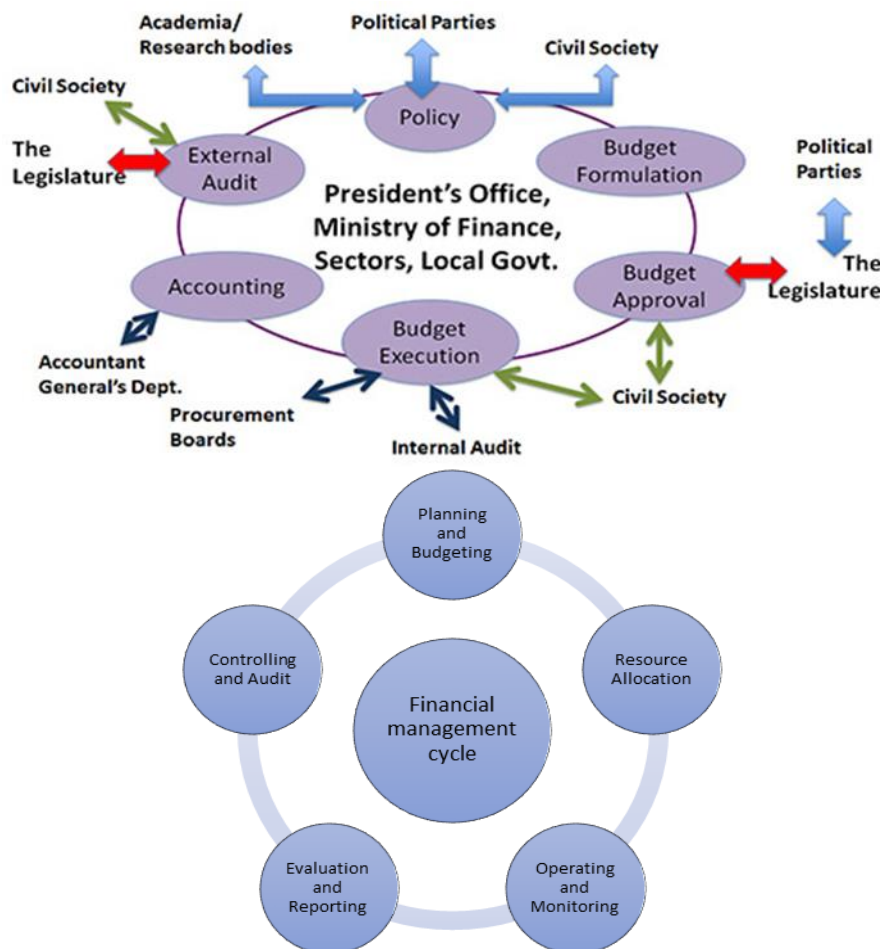 Academia/
Research bodies
Political Parties
Civil Society
Civil Society
Policy
The
Legislature
External
Audit
Budget
Formulation
Political
Parties
President's Office,
Ministry of Finance,
Sectors, Local Govt.
Accounting
Budget
Approval
The
Legislature
Budget
Execution
Accountant
General's Dept.
Procurement
Boards
Civil Society
Internal Audit
Planning
and
Budgeting
Controlling
and Audit
Resource
Allocation
Financial
management
cycle
Evaluation
and
Reporting
Operating
and
Monitoring